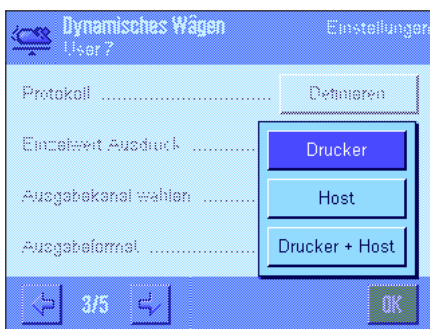 Dynamisches Wägen
Einstellungen
User 7
Protokoll
Definieren
Einzelwert Ausdruck
Drucker
Ausgabekanal wählen
Host
Ausgabeformat
Drucker + Host
3/5
OK